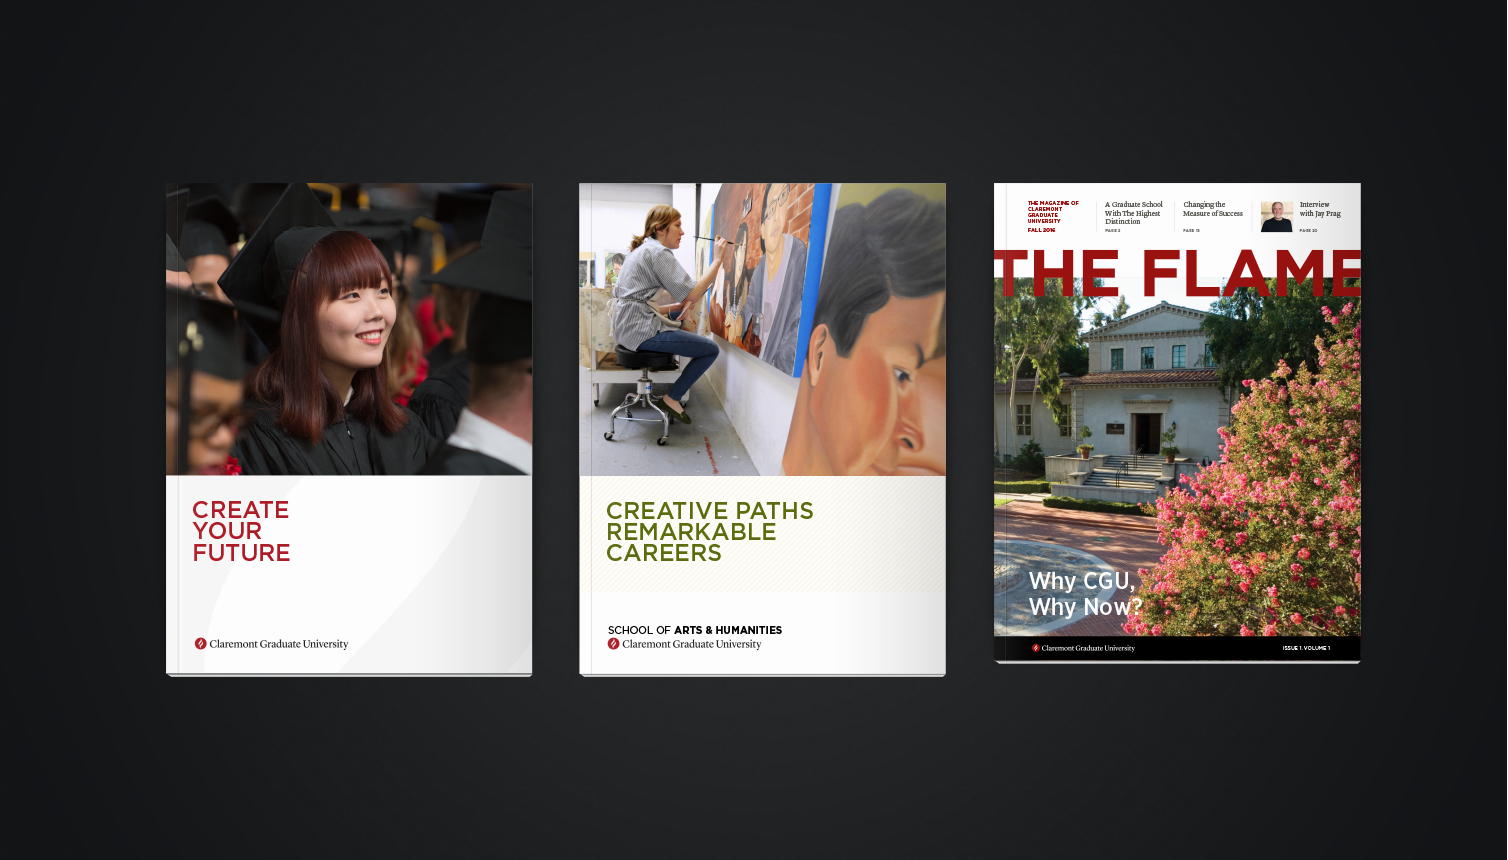 CREATE
YOUR
FUTURE
Claremont Graduate University
CREATIVE PATHS
REMARKABLE
CAREERS
SCHOOL OF ARTS & HUMANITIES
Claremont Graduate University
THE MAGAZINE OF
CLAREMONT
GRADUATE
UNIVERSITY
FALL 2016
A Graduate School
With The Highest
Distinction
PAGE 2
Changing the
Measure of Success
PAGE 15
Interview
with Jay Prag
PAGE 20
THE FLAME
Why CGU,
Why Now?
Claremont Graduate University
ISSUE 1. VOLUME 1